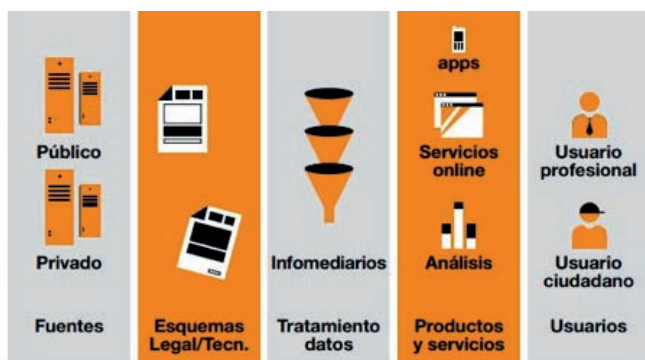 Público
Privado
Fuentes
Esquemas
Legal/Tecn.
Infomediarios
Tratamiento
datos
apps
Servicios
online
Análisis
Productos
y servicios
Usuario
profesional
Usuario
ciudadano
Usuarios